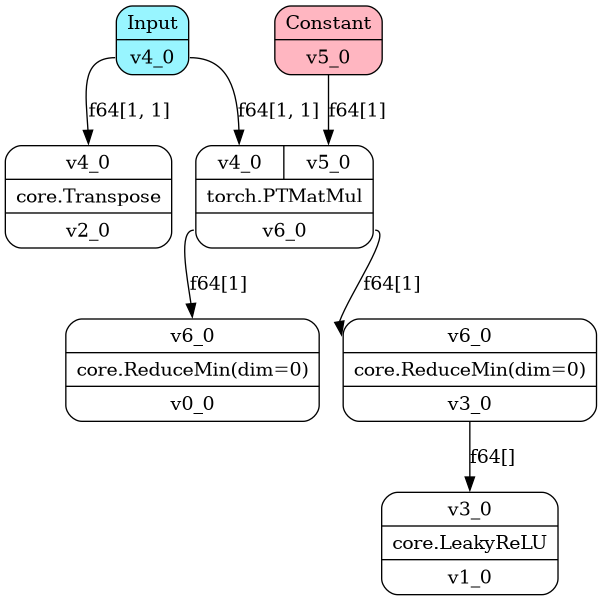 Input
v4_0
Constant
v5_0
f64[1, 1]
f64[1, 1]
f64[1]
v4_0
core.Transpose
v2_0
v4_0 v5_0
torch.PTMatMul
v6_0
f64[1]
f64[1]
v6_0
core.ReduceMin(dim=0)
v0_0
v6_0
core.ReduceMin(dim=0)
v3_0
f64[]
v3_0
core.LeakyReLU
v1_0